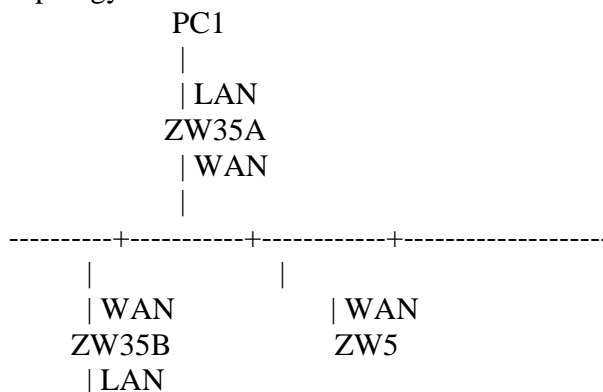 PC1
|
| LAN
ZW35A
| WAN
|
----------+-----------+------------+--------------------
| |
| WAN | WAN
ZW35B ZW5
| LAN